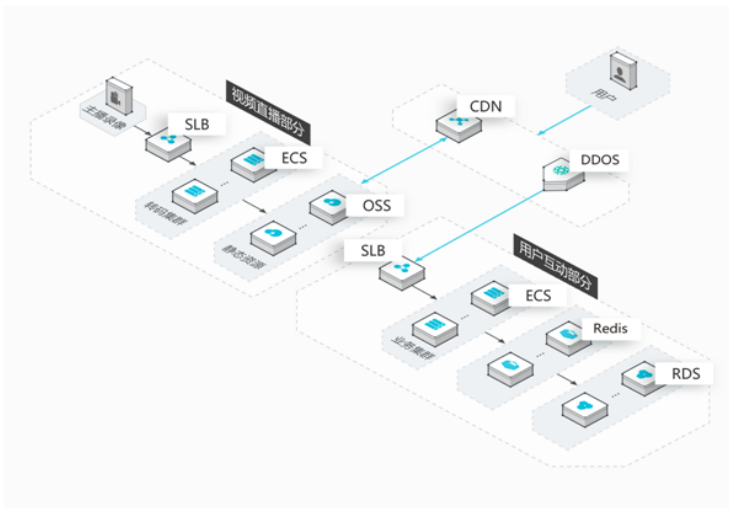 主播录像
SLB
视频直播部分
ECS
转码集群
OSS
静态资源
CDN
用户
DDOS
SLB
用户互动部分
ECS
业务集群
Redis
RDS